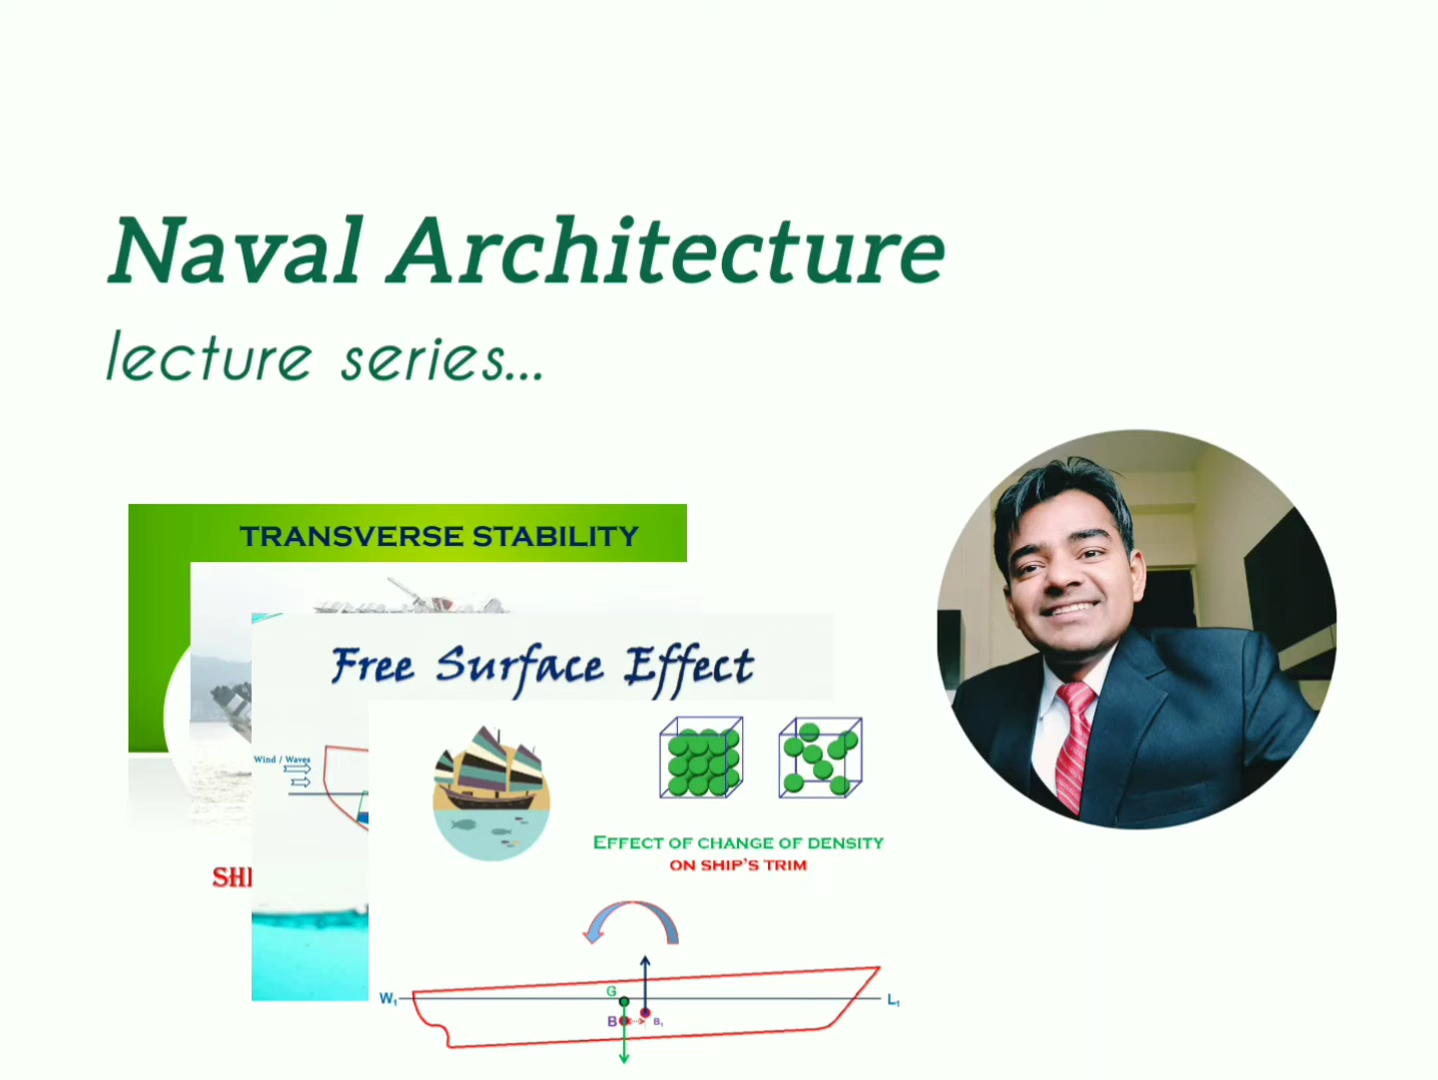 Naval Architecture
lecture series...
TRANSVERSE STABILITY
Free Surface Effect
Wind / Waves
EFFECT OF CHANGE OF DENSITY
ON SHIP'S TRIM
W₁
G
L₁
B
B₁